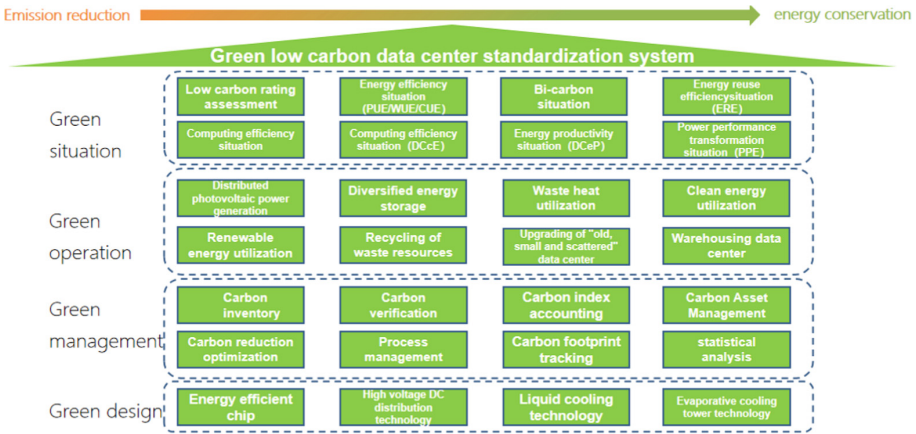 Emission reduction
energy conservation
Green low carbon data center standardization system
Green
situation
Low carbon rating
assessment
Energy efficiency
situation
(PUE/WUE/CUE)
Bi-carbon
situation
Energy reuse
efficiencysituation
(ERE)
Computing efficiency
situation
Computing efficiency
situation (DCcE)
Energy productivity
situation (DCeP)
Power performance
transformation
situation (PPE)
Green
operation
Distributed
photovoltaic power
generation
Diversified energy
storage
Waste heat
utilization
Clean energy
utilization
Renewable
energy utilization
Recycling of
waste resources
Upgrading of "old,
small and scattered"
data center
Warehousing data
center
Green
management
Carbon
inventory
Carbon
verification
Carbon index
accounting
Carbon Asset
Management
Carbon reduction
optimization
Process
management
Carbon footprint
tracking
statistical
analysis
Green design
Energy efficient
chip
High voltage DC
distribution
technology
Liquid cooling
technology
Evaporative cooling
tower technology